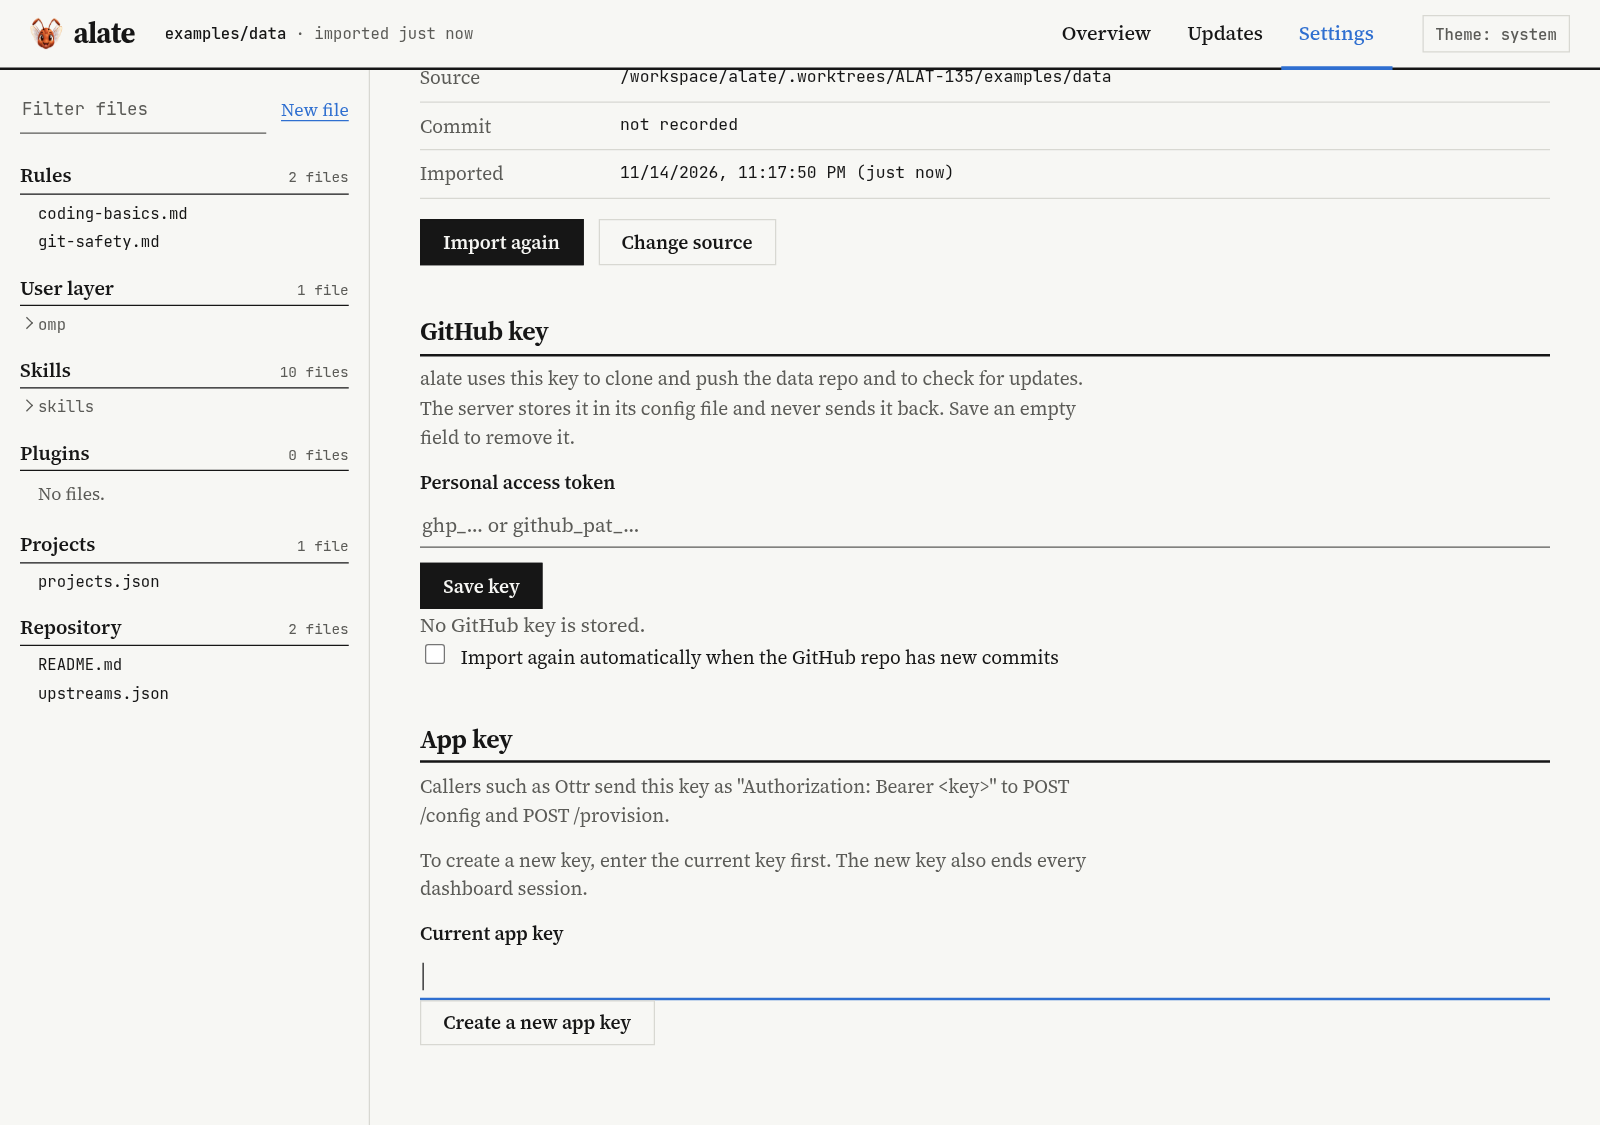 alate
examples/data · imported just now
Overview
Updates
Settings
Theme: system
Filter files
New file
Rules
2 files
coding-basics.md
git-safety.md
User layer
1 file
omp
Skills
10 files
skills
Plugins
0 files
No files.
Projects
1 file
projects.json
Repository
2 files
README.md
upstreams.json
Source
/workspace/alate/.worktrees/ALAT-135/examples/data
Commit
not recorded
Imported
11/14/2026, 11:17:50 PM (just now)
Import again
Change source
GitHub key
alate uses this key to clone and push the data repo and to check for updates.
The server stores it in its config file and never sends it back. Save an empty
field to remove it.
Personal access token
ghp_... or github_pat_...
Save key
No GitHub key is stored.
Import again automatically when the GitHub repo has new commits
App key
Callers such as Ottr send this key as "Authorization: Bearer <key>" to POST
/config and POST /provision.
To create a new key, enter the current key first. The new key also ends every
dashboard session.
Current app key
Create a new app key